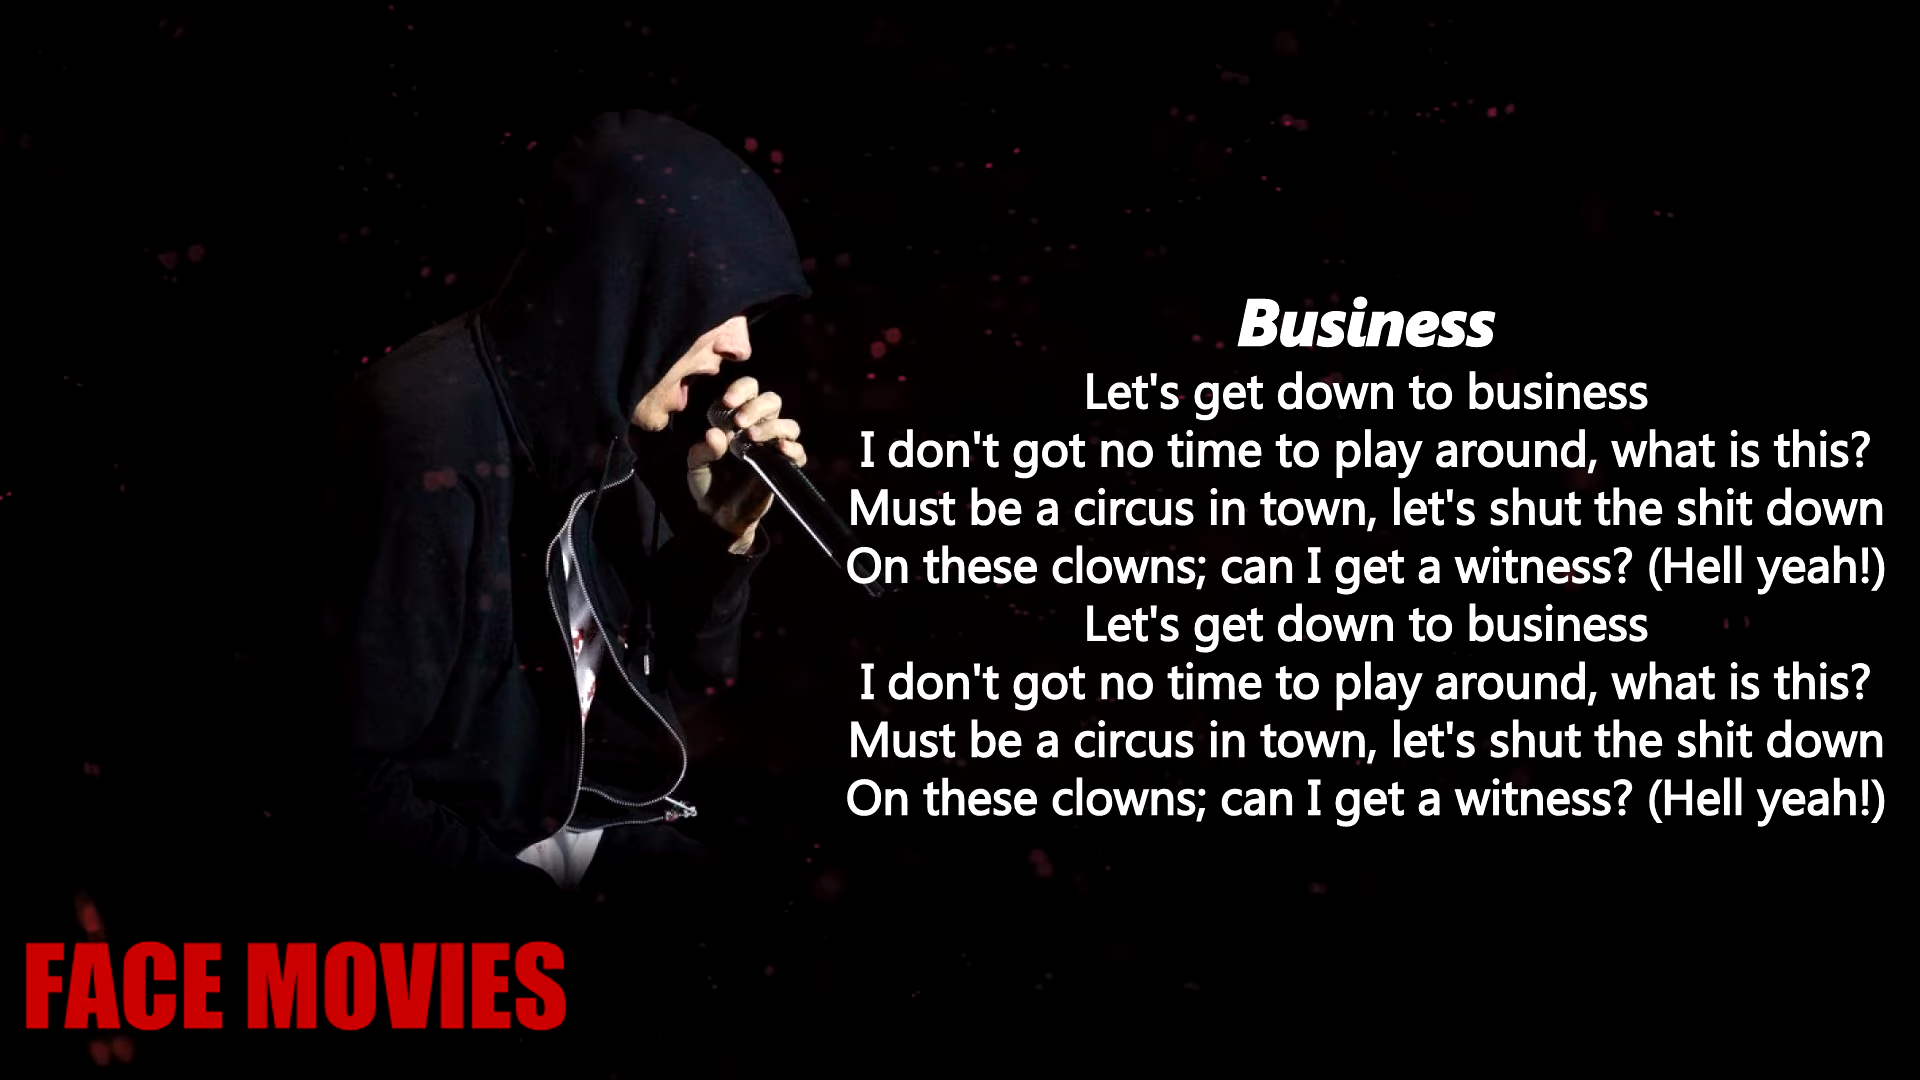 Business
Let's get down to business
I don't got no time to play around, what is this?
Must be a circus in town, let's shut the shit down
On these clowns; can I get a witness? (Hell yeah!)
Let's get down to business
I don't got no time to play around, what is this?
Must be a circus in town, let's shut the shit down
On these clowns; can I get a witness? (Hell yeah!)
FACE MOVIES